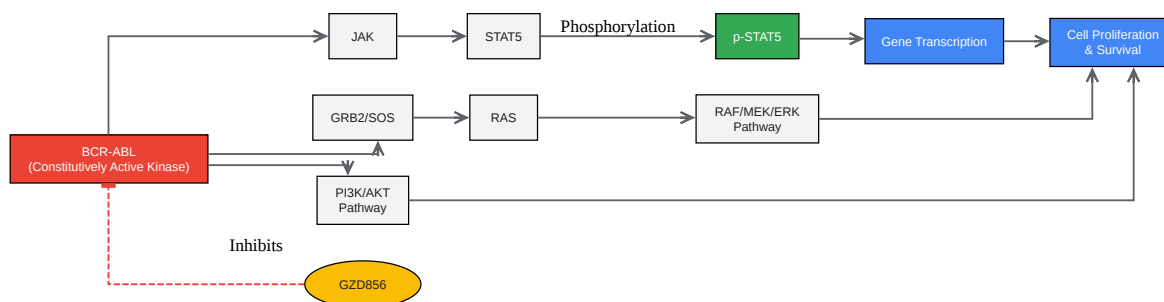 JAK
STAT5
Phosphorylation
p-STAT5
Gene Transcription
Cell Proliferation
& Survival
GRB2/SOS
RAS
RAF/MEK/ERK
Pathway
BCR-ABL
(Constitutively Active Kinase)
PI3K/AKT
Pathway
Inhibits
GZD856